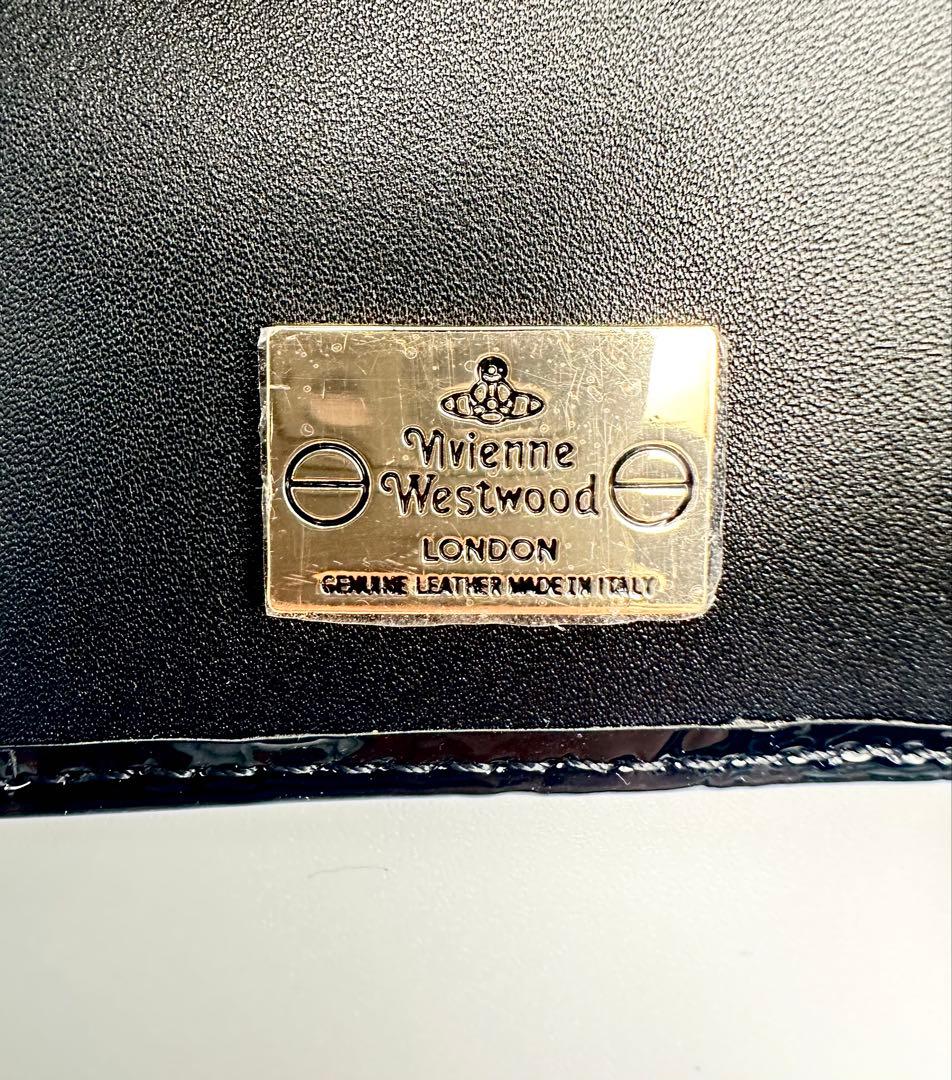 Vivienne
Westwood
LONDON
GENUINE LEATHER MADE IN ITALY